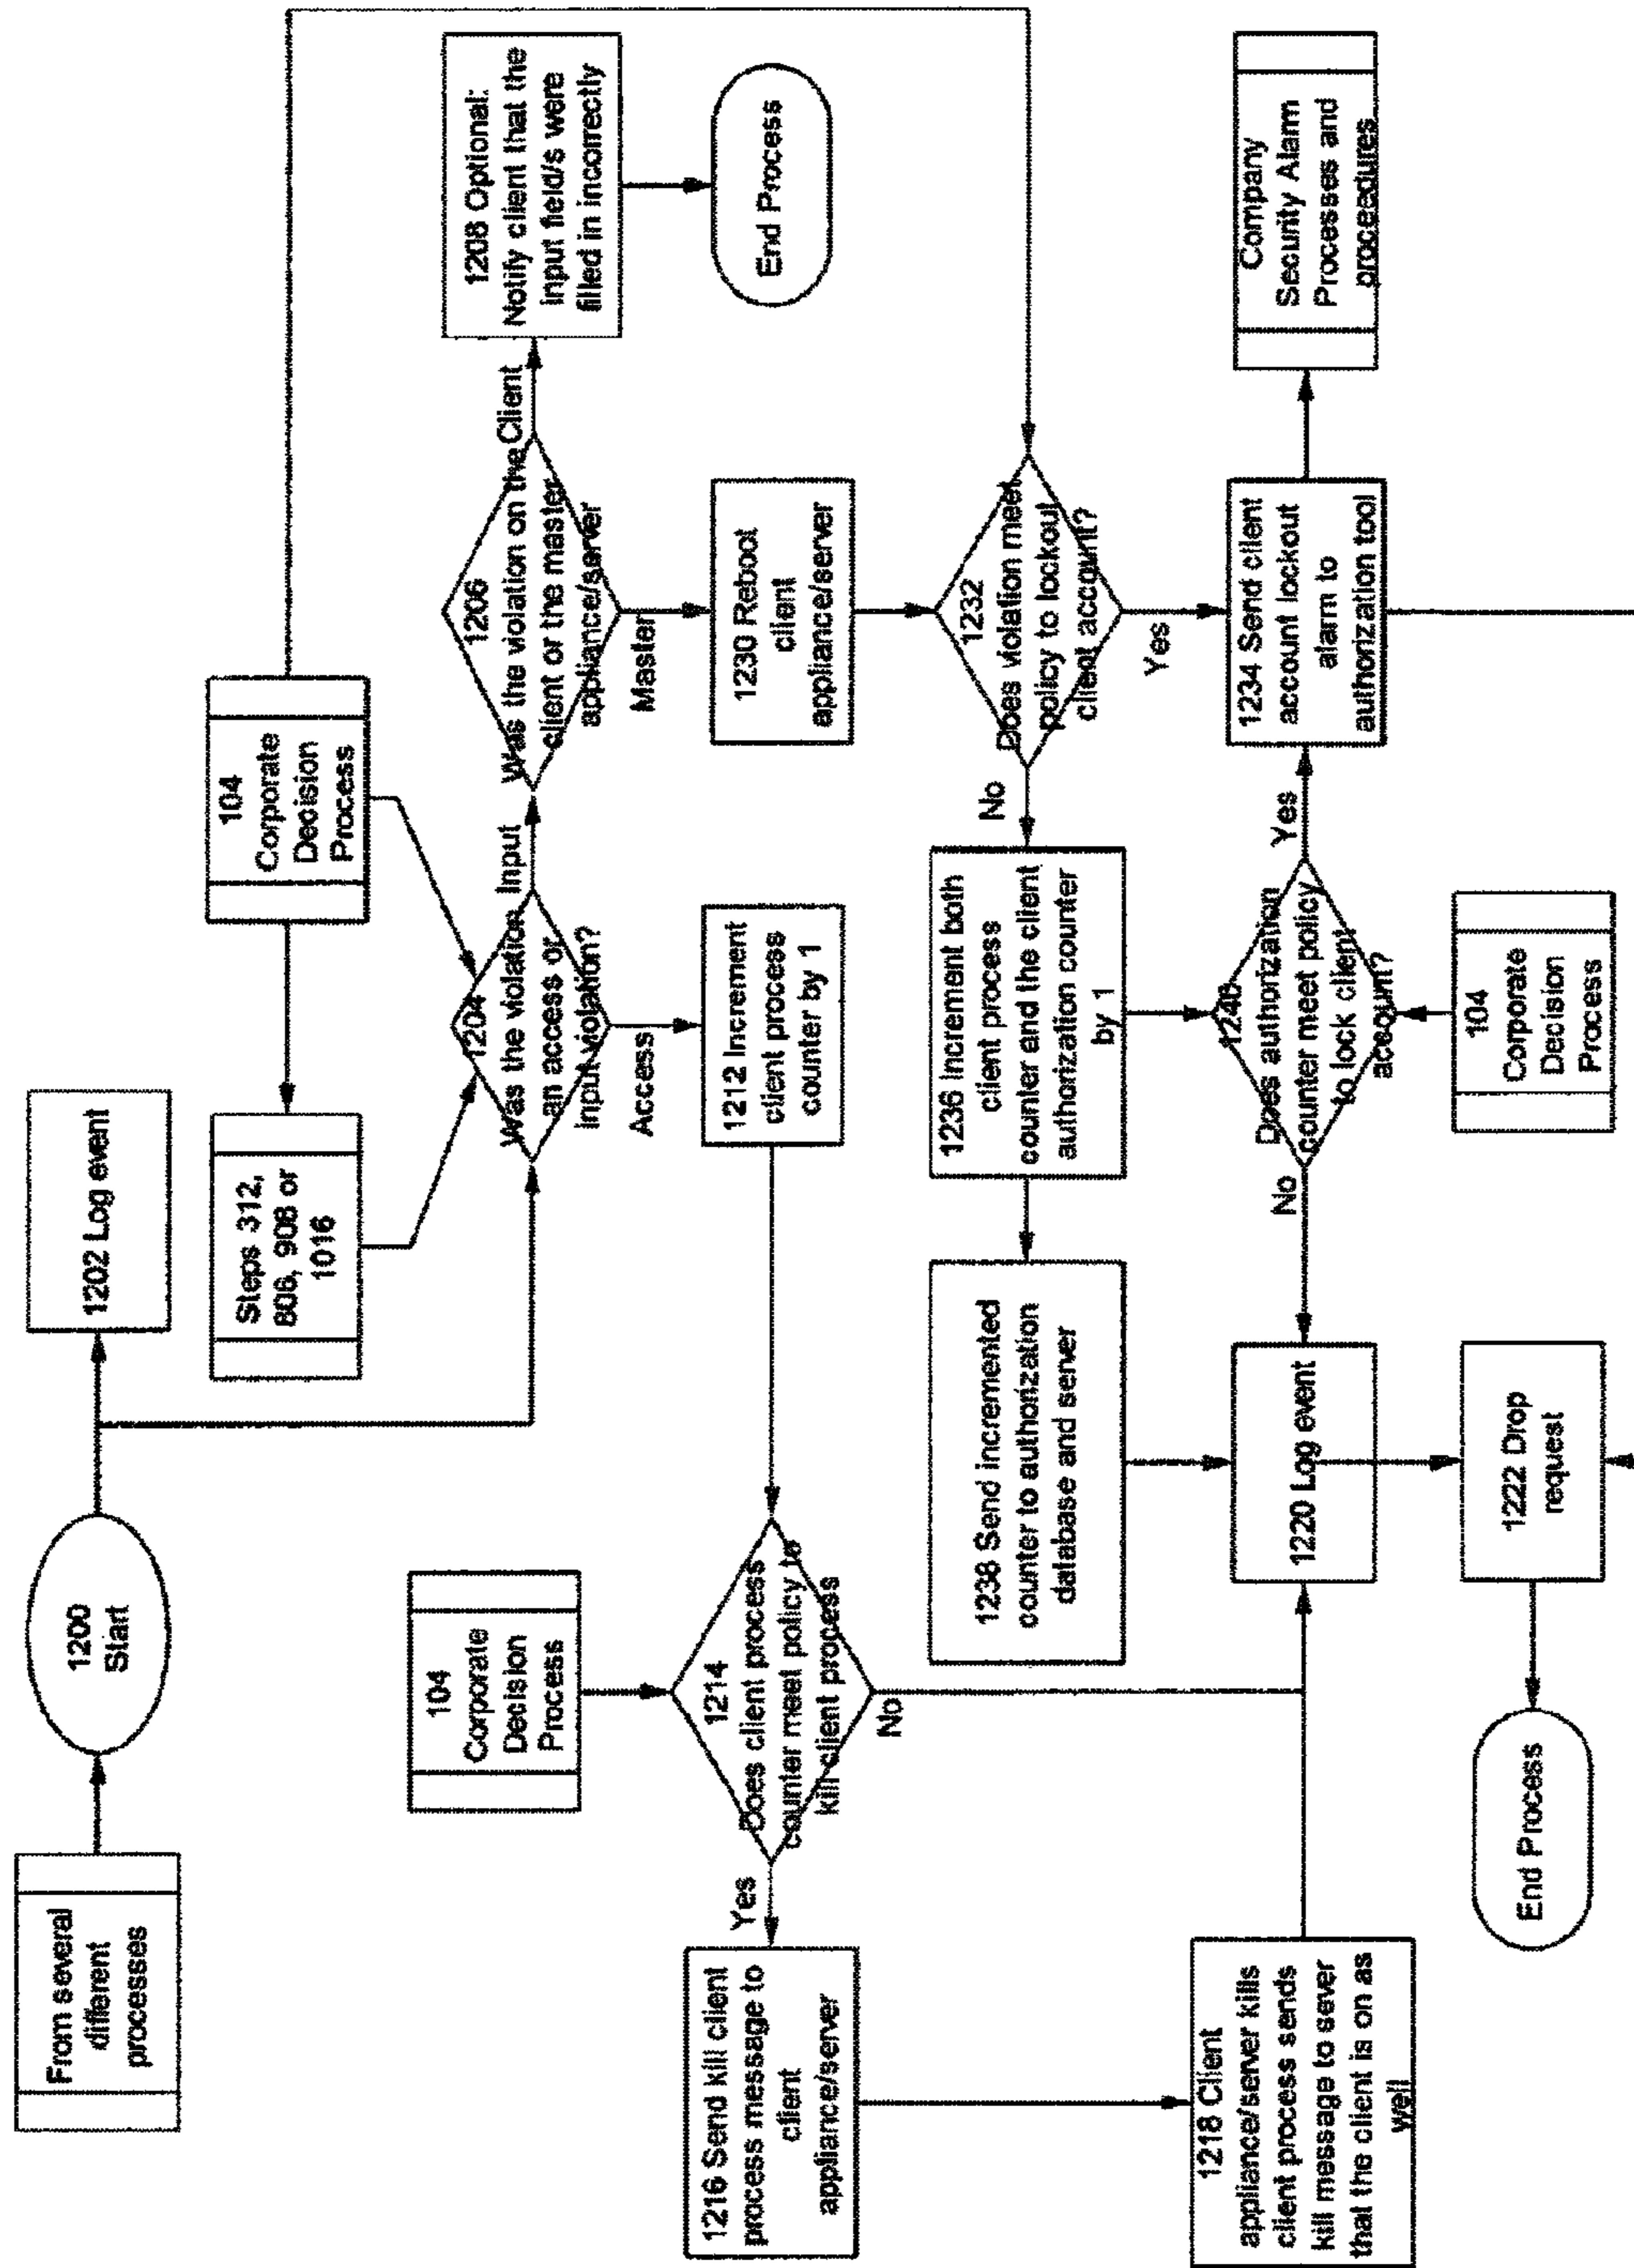 From several
different
processes
1200
Start
1202 Log event
Steps 312,
806, 908 or
1016
104
Corporate
Decision
Process
1204
Was the violation
an access or
input violation?
Input
Access
1206
Was the violation on the
client or the master
appliance/server
Client
Master
1208 Optional:
Notify client that the
input field/s were
filled in incorrectly
End Process
104
Corporate
Decision
Process
1212 Increment
client process
counter by 1
1230 Reboot
client
appliance/server
1214
Does client process
counter meet policy to
kill client process
Yes
No
1216 Send kill client
process message to
client
appliance/server
1232
Does violation meet
policy to lockout
client account?
No
Yes
1236 Increment both
client process
counter and the client
authorization counter
by 1
1238 Send incremented
counter to authorization
database and server
1218 Client
appliance/server kills
client process sends
kill message to sever
that the client is on as
well
1220 Log event
No
1240
Does authorization
counter meet policy
to lock client
account?
Yes
1234 Send client
account lockout
alarm to
authorization tool
Company
Security Alarm
Processes and
proceedures
End Process
1222 Drop
request
104
Corporate
Decision
Process